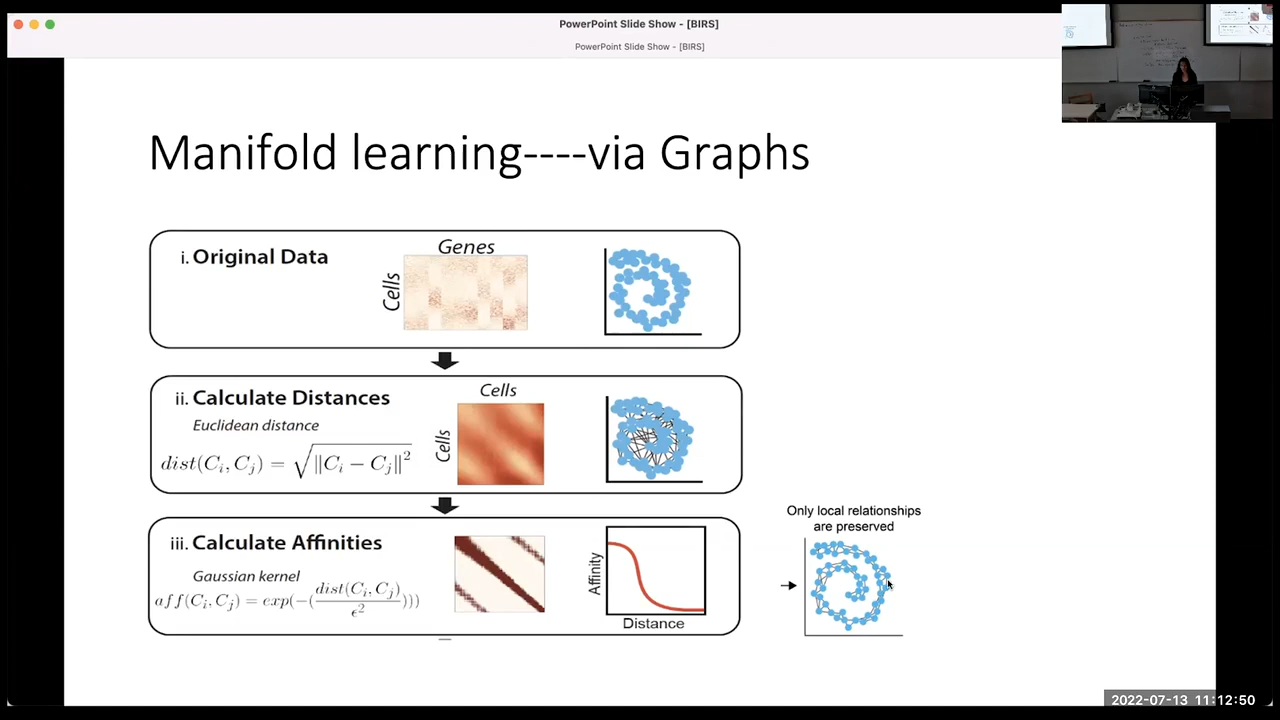 PowerPoint Slide Show - [BIRS]
PowerPoint Slide Show - [BIRS]
Manifold learning----via Graphs
i. Original Data
Genes
Cells
ii. Calculate Distances
Euclidean distance
dist(C_i, C_j) = √‖C_i − C_j‖²
Cells
Cells
iii. Calculate Affinities
Gaussian kernel
aff(C_i, C_j) = exp(−(dist(C_i, C_j)/ϵ²)))
Affinity
Distance
Only local relationships
are preserved
2022-07-13 11:12:50